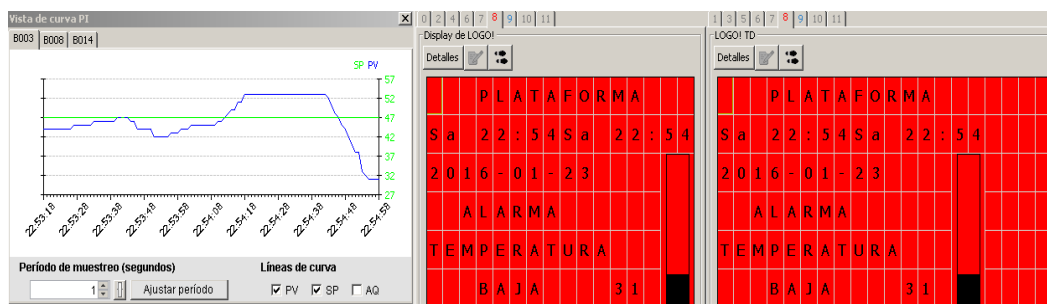 Vista de curva PI
B003 B008 B014
SP PV
57
52
47
42
37
32
27
22:53:18 22:53:28 22:53:38 22:53:48 22:53:58 22:54:08 22:54:18 22:54:28 22:54:38 22:54:48 22:54:58
Período de muestreo (segundos)
1 Ajustar período
Líneas de curva
PV SP AQ
0 2 4 6 7 8 9 10 11
Display de LOGO!
Detalles
PLATAFORMA
Sa 22:54Sa 22:54
2016-01-23
ALARMA
TEMPERATURA
BAJA 31
1 3 5 6 7 8 9 10 11
LOGO! TD
Detalles
PLATAFORMA
Sa 22:54Sa 22:54
2016-01-23
ALARMA
TEMPERATURA
BAJA 31